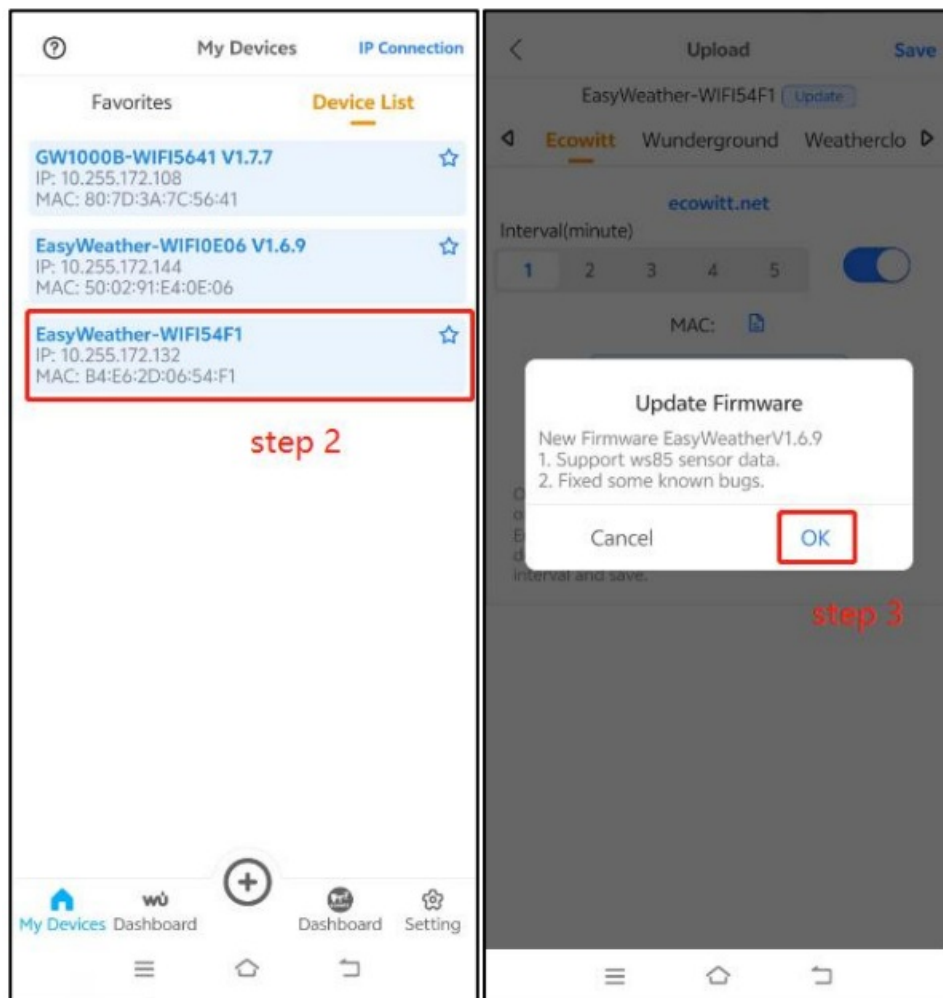 My Devices
IP Connection
Favorites
Device List
GW1000B-WIFI5641 V1.7.7
IP: 10.255.172.108
MAC: 80:7D:3A:7C:56:41
EasyWeather-WIFI0E06 V1.6.9
IP: 10.255.172.144
MAC: 50:02:91:E4:0E:06
EasyWeather-WIFI54F1
IP: 10.255.172.132
MAC: B4:E6:2D:06:54:F1
step 2
wu
My Devices
Dashboard
Dashboard
Setting
Upload
Save
EasyWeather-WIFI54F1
Update
Ecowitt
Wunderground
Weatherclo
ecowitt.net
Interval(minute)
1 2 3 4 5
MAC:
Update Firmware
New Firmware EasyWeatherV1.6.9
1. Support ws85 sensor data.
2. Fixed some known bugs.
Cancel
OK
interval and save.
step 3